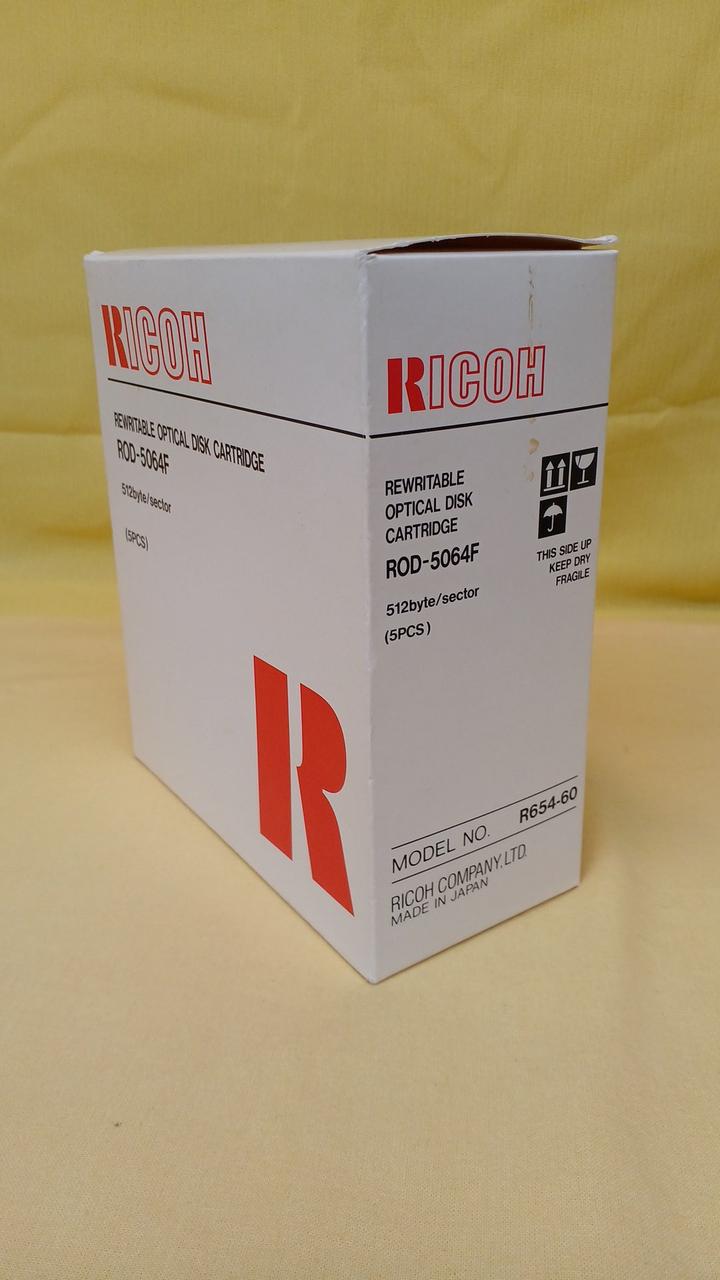 RICOH
REWRITABLE OPTICAL DISK CARTRIDGE
ROD-5064F
512byte/sector
(5PCS)
R
RICOH
REWRITABLE
OPTICAL DISK
CARTRIDGE
ROD-5064F
512byte/sector
(5PCS)
THIS SIDE UP
KEEP DRY
FRAGILE
MODEL NO. R654-60
RICOH COMPANY, LTD.
MADE IN JAPAN